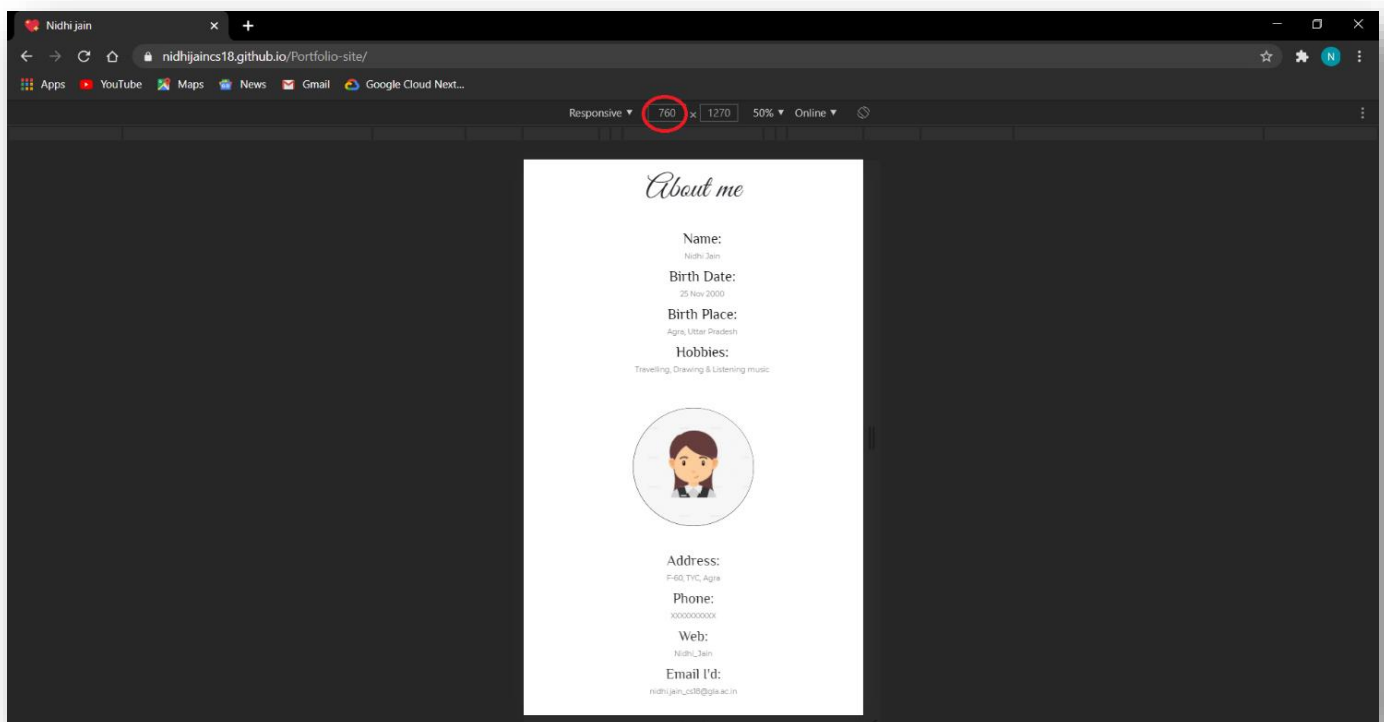 Nidhi jain
nidhijaincs18.github.io/Portfolio-site/
N
Apps YouTube Maps News Gmail Google Cloud Next...
Responsive 760 x 1270 50% Online
About me
Name:
Nidhi Jain
Birth Date:
25 Nov 2000
Birth Place:
Agra, Uttar Pradesh
Hobbies:
Travelling, Drawing & Listening music
Address:
F-60, TYC, Agra
Phone:
XXXXXXXXXX
Web:
Nidhi_Jain
Email I'd:
nidhi.jain_cs18@gla.ac.in